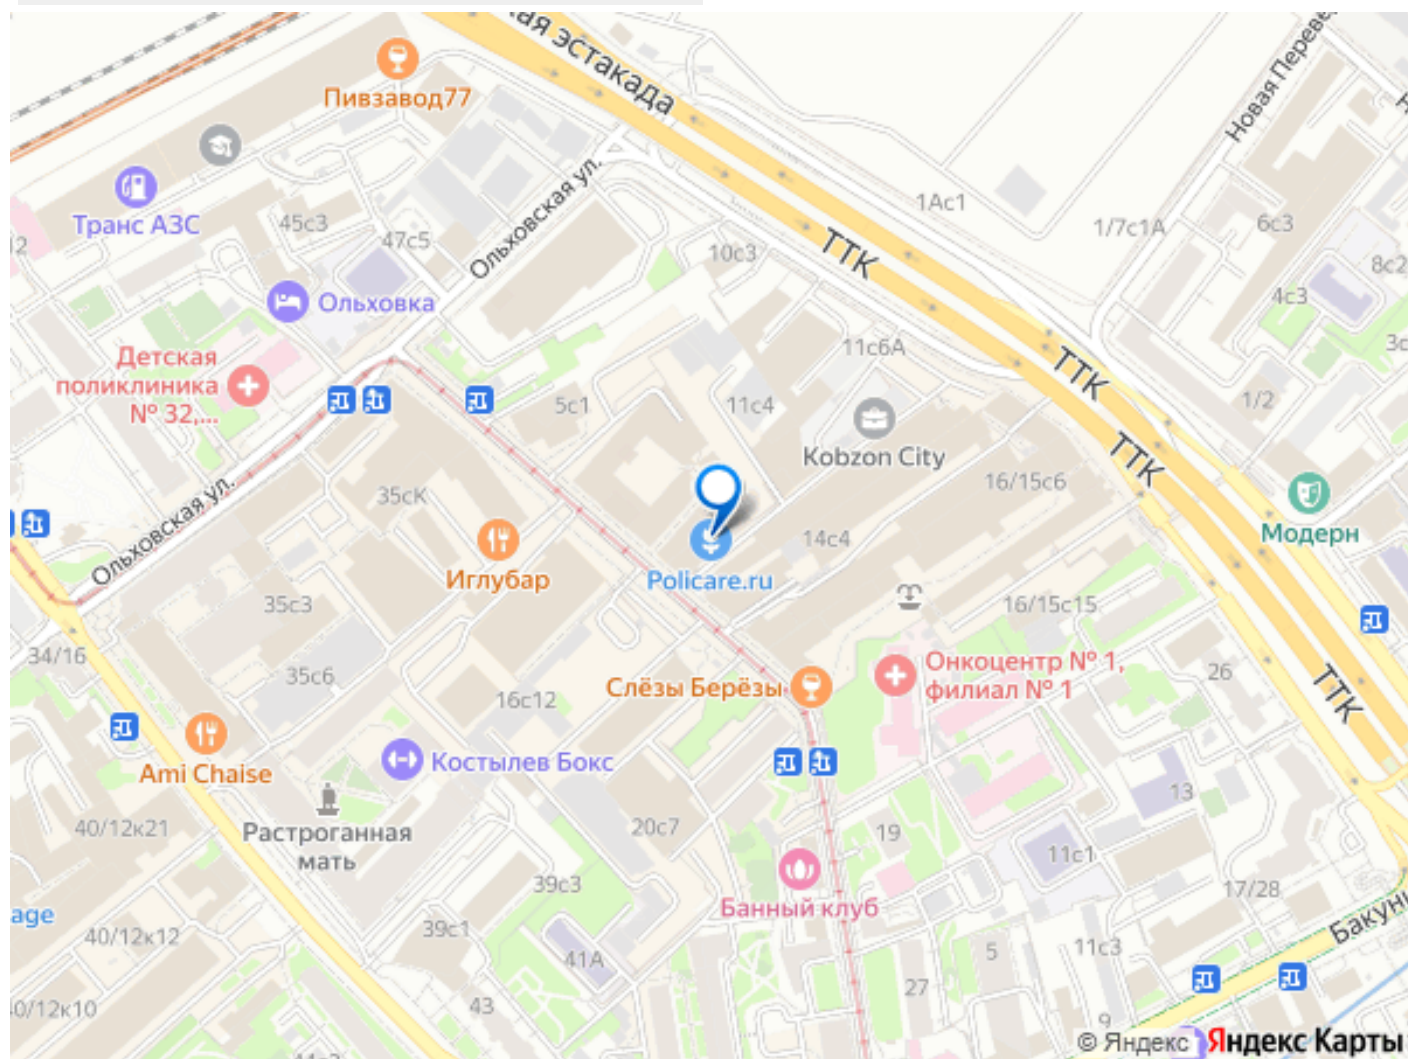 ая эстакада
Пивзавод77
Новая Переве
Транс АЗС
45с3
47с5
Ольховская ул.
10с3
ТТК
1Ас1
1/7с1А
6с3
8с2
4с3
12
Ольховка
Детская
поликлиника
№ 32,...
5с1
11с4
11с6А
ТТК
1/2
3с
Kobzon City
ТТК
16/15с6
Модерн
35сК
Ольховская ул.
Иглубар
Policare.ru
14с4
35с3
16/15с15
34/16
35с6
16с12
Слёзы Берёзы
Онкоцентр № 1,
филиал № 1
26
ТТК
Ami Chaise
Костылев Бокс
13
Растроганная
мать
40/12к21
20с7
19
11с1
39с3
Банный клуб
17/28
age
40/12к12
39с1
41А
5
11с3
Бакун
0/12к10
43
27
9
© Яндекс
Яндекс Карты